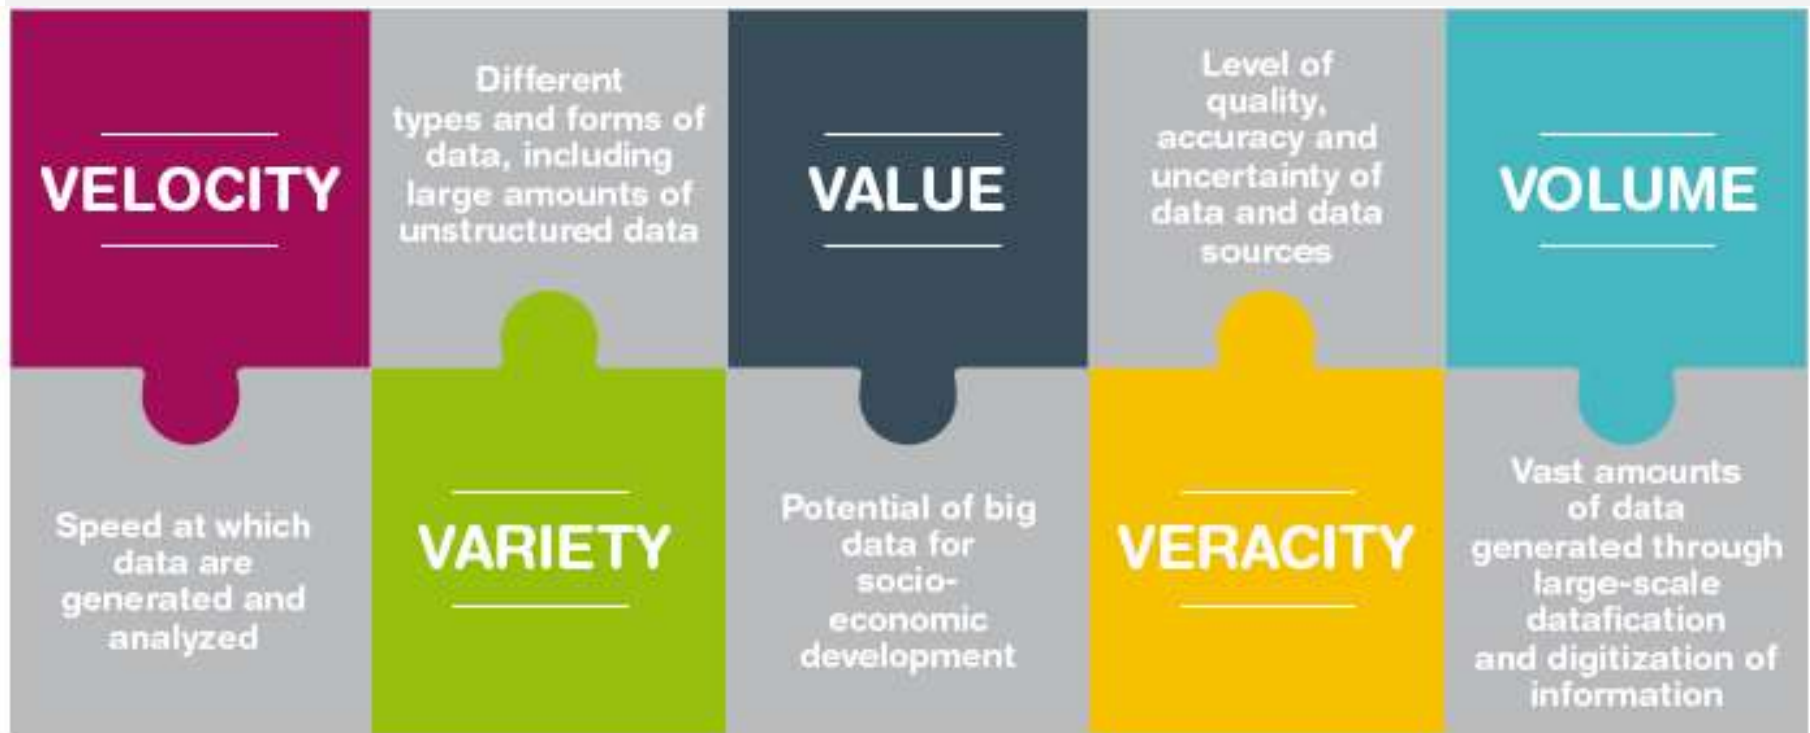 VELOCITY
Speed at which
data are
generated and
analyzed
Different
types and forms of
data, including
large amounts of
unstructured data
VARIETY
VALUE
Potential of big
data for
socio-
economic
development
Level of
quality,
accuracy and
uncertainty of
data and data
sources
VERACITY
VOLUME
Vast amounts
of data
generated through
large-scale
datafication
and digitization of
information